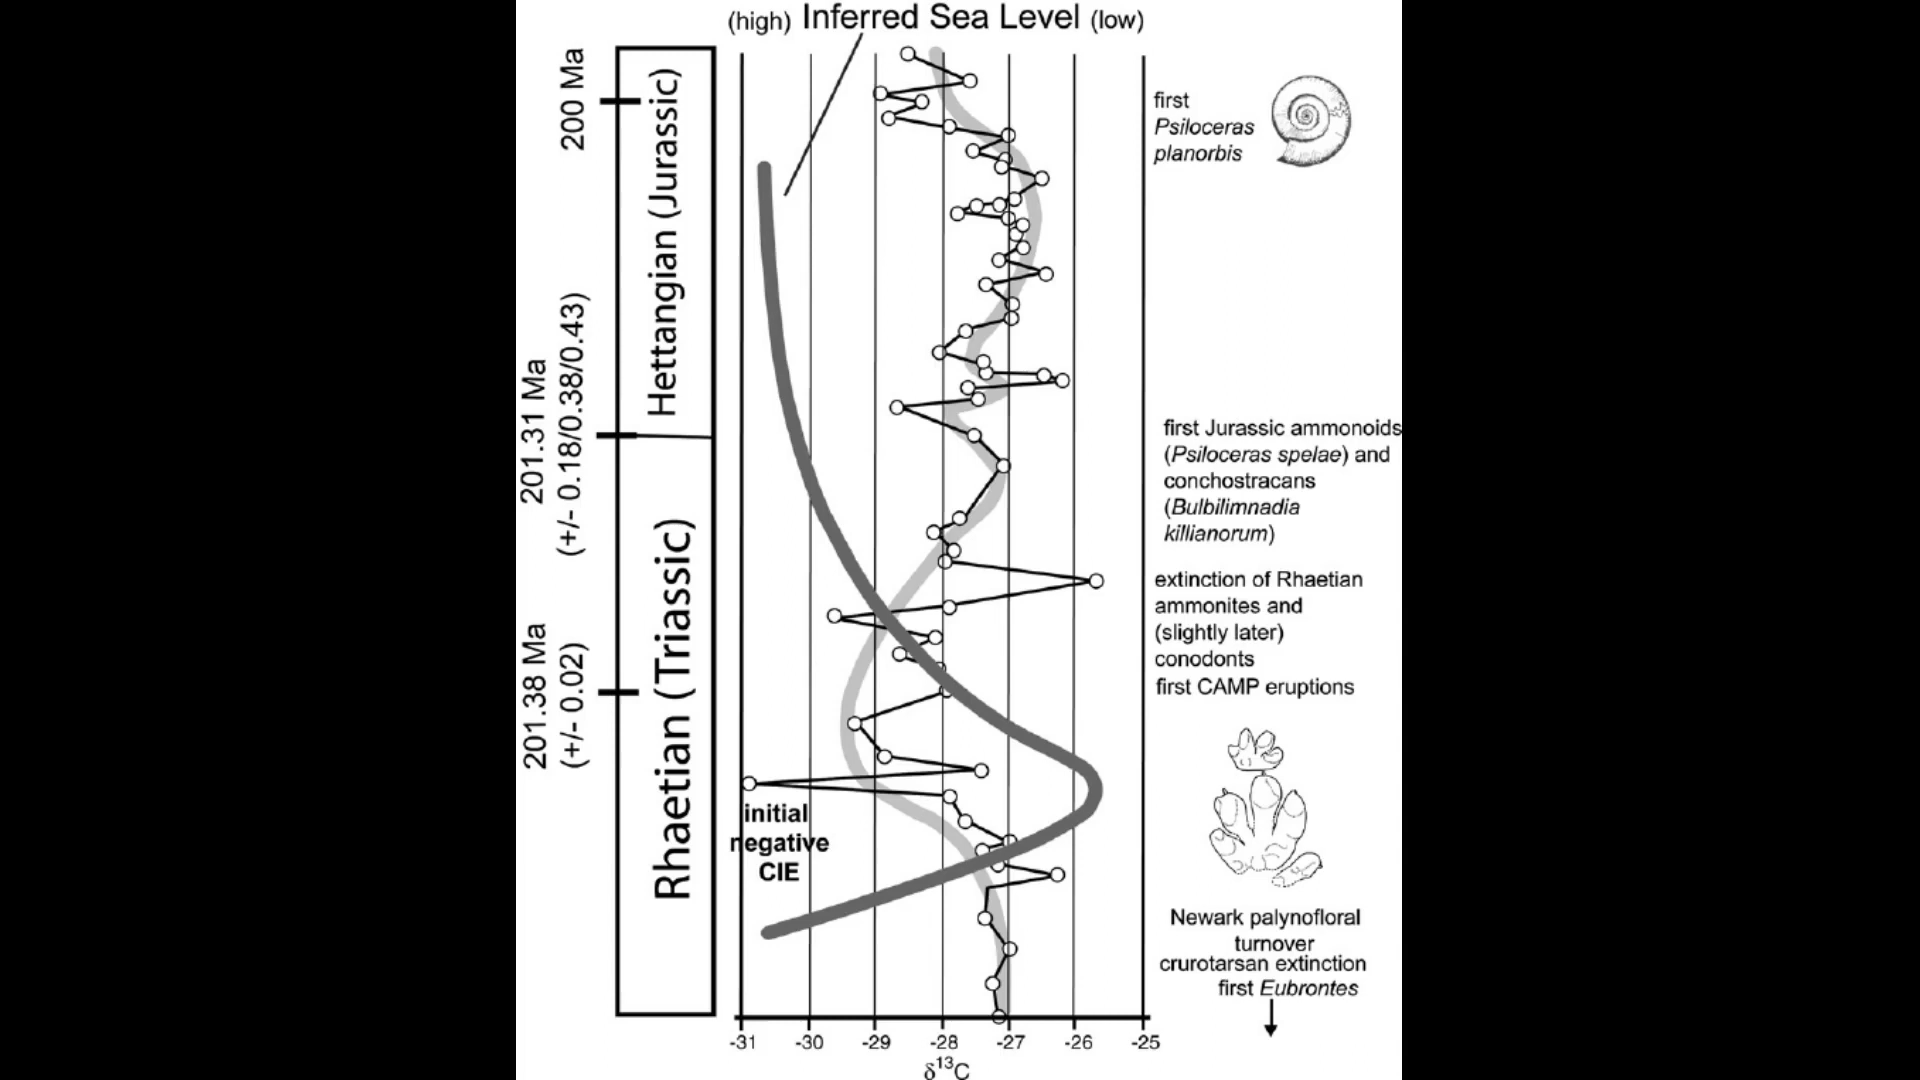 (high) Inferred Sea Level (low)
200 Ma
Hettangian (Jurassic)
201.31 Ma
(+/- 0.18/0.38/0.43)
Rhaetian (Triassic)
201.38 Ma
(+/- 0.02)
first
Psiloceras
planorbis
first Jurassic ammonoids
(Psiloceras spelae) and
conchostracans
(Bulbilimnadia
killianorum)
extinction of Rhaetian
ammonites and
(slightly later)
conodonts
first CAMP eruptions
initial
negative
CIE
Newark palynofloral
turnover
crurotarsan extinction
first Eubrontes
-31 -30 -29 -28 -27 -26 -25
δ¹³C